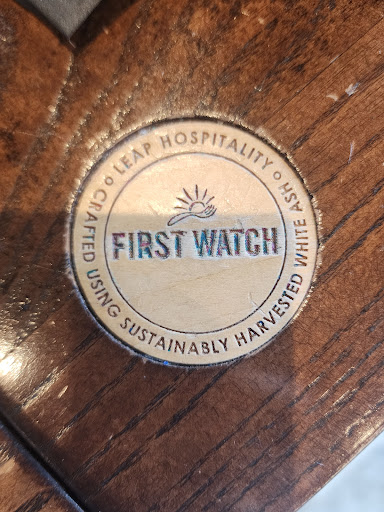 LEAP HOSPITALITY
FIRST WATCH
CRAFTED USING SUSTAINABLY HARVESTED WHITE ASH